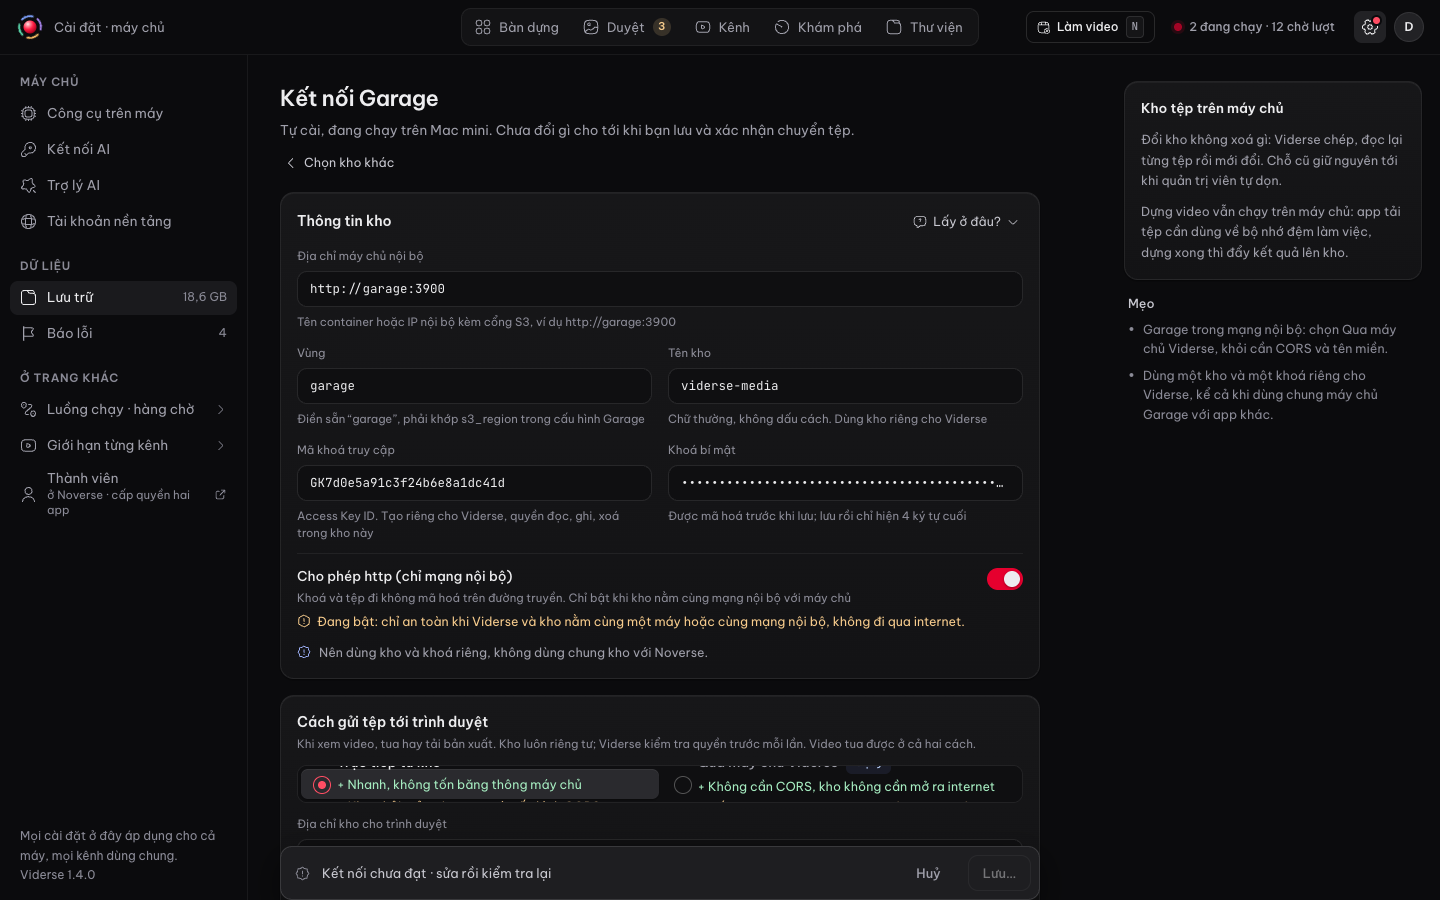 Cài đặt · máy chủ
Bàn dựng
Duyệt 3
Kênh
Khám phá
Thư viện
Làm video N
2 đang chạy · 12 chờ lượt
D
MÁY CHỦ
Công cụ trên máy
Kết nối AI
Trợ lý AI
Tài khoản nền tảng
DỮ LIỆU
Lưu trữ 18,6 GB
Báo lỗi 4
Ở TRANG KHÁC
Luồng chạy · hàng chờ
Giới hạn từng kênh
Thành viên
ở Noverse · cấp quyền hai
app
Mọi cài đặt ở đây áp dụng cho cả
máy, mọi kênh dùng chung.
Viderse 1.4.0
Kết nối Garage
Tự cài, đang chạy trên Mac mini. Chưa đổi gì cho tới khi bạn lưu và xác nhận chuyển tệp.
Chọn kho khác
Thông tin kho
Lấy ở đâu?
Địa chỉ máy chủ nội bộ
http://garage:3900
Tên container hoặc IP nội bộ kèm cổng S3, ví dụ http://garage:3900
Vùng
garage
Điền sẵn “garage”, phải khớp s3_region trong cấu hình Garage
Tên kho
viderse-media
Chữ thường, không dấu cách. Dùng kho riêng cho Viderse
Mã khoá truy cập
GK7d0e5a91c3f24b6e8a1dc41d
Access Key ID. Tạo riêng cho Viderse, quyền đọc, ghi, xoá
trong kho này
Khoá bí mật
••••••••••••••••••••••••••••••••••••••••••…
Được mã hoá trước khi lưu; lưu rồi chỉ hiện 4 ký tự cuối
Cho phép http (chỉ mạng nội bộ)
Khoá và tệp đi không mã hoá trên đường truyền. Chỉ bật khi kho nằm cùng mạng nội bộ với máy chủ
Đang bật: chỉ an toàn khi Viderse và kho nằm cùng một máy hoặc cùng mạng nội bộ, không đi qua internet.
Nên dùng kho và khoá riêng, không dùng chung kho với Noverse.
Cách gửi tệp tới trình duyệt
Khi xem video, tua hay tải bản xuất. Kho luôn riêng tư; Viderse kiểm tra quyền trước mỗi lần. Video tua được ở cả hai cách.
+ Nhanh, không tốn băng thông máy chủ
+ Không cần CORS, kho không cần mở ra internet
Địa chỉ kho cho trình duyệt
Kết nối chưa đạt · sửa rồi kiểm tra lại
Huỷ
Lưu…
Kho tệp trên máy chủ
Đổi kho không xoá gì: Viderse chép, đọc lại
từng tệp rồi mới đổi. Chỗ cũ giữ nguyên tới
khi quản trị viên tự dọn.
Dựng video vẫn chạy trên máy chủ: app tải
tệp cần dùng về bộ nhớ đệm làm việc,
dựng xong thì đẩy kết quả lên kho.
Mẹo
• Garage trong mạng nội bộ: chọn Qua máy
chủ Viderse, khỏi cần CORS và tên miền.
• Dùng một kho và một khoá riêng cho
Viderse, kể cả khi dùng chung máy chủ
Garage với app khác.